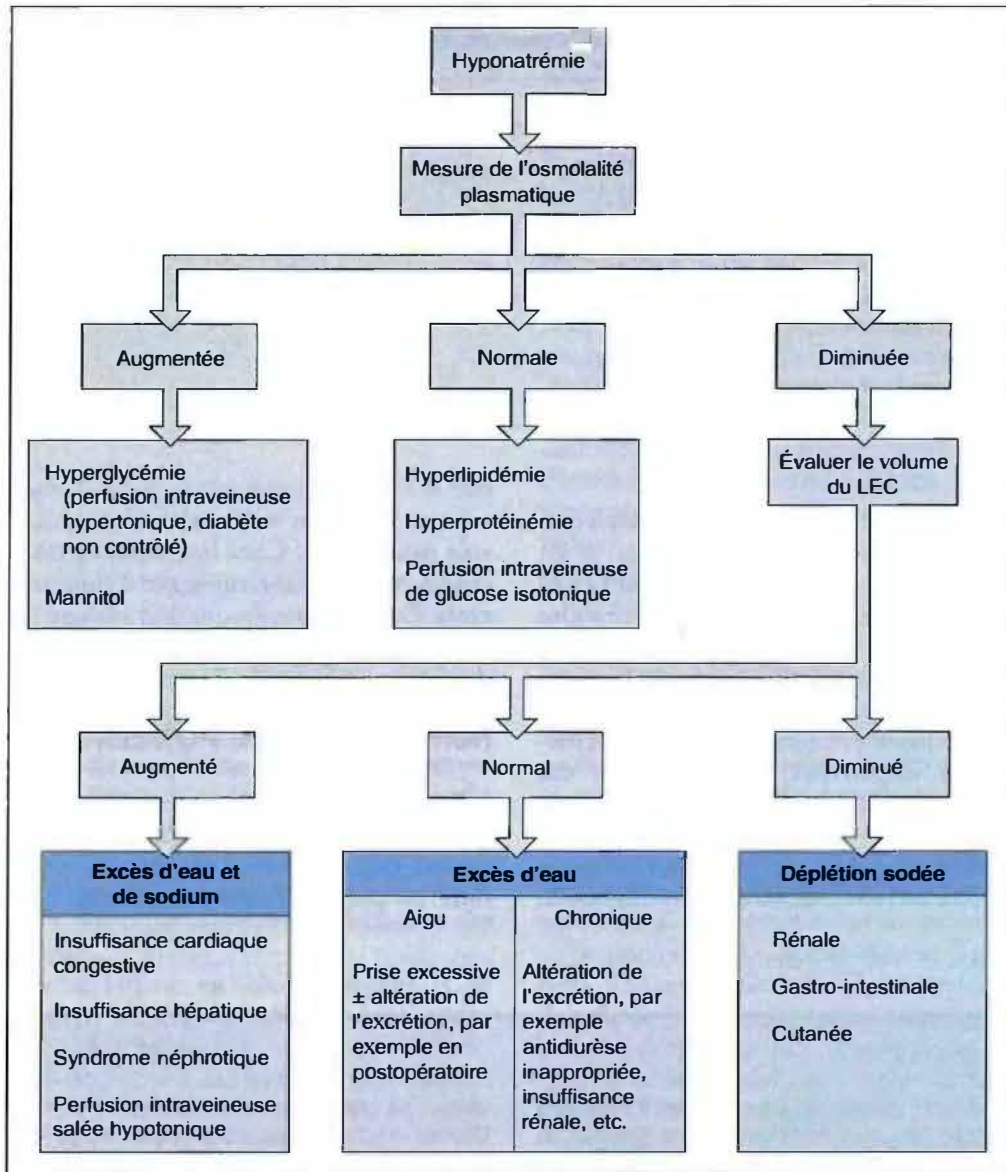 Hyponatrémie
Mesure de l'osmolalité
plasmatique
Augmentée
Normale
Diminuée
Hyperglycémie
(perfusion intraveineuse
hypertonique, diabète
non contrôlé)
Mannitol
Hyperlipidémie
Hyperprotéinémie
Perfusion intraveineuse
de glucose isotonique
Évaluer le volume
du LEC
Augmenté
Normal
Diminué
Excès d'eau et
de sodium
Insuffisance cardiaque
congestive
Insuffisance hépatique
Syndrome néphrotique
Perfusion intraveineuse
salée hypotonique
Excès d'eau
Aigu
Prise excessive
± altération de
l'excrétion, par
exemple en
postopératoire
Chronique
Altération de
l'excrétion, par
exemple
antidiurèse
inappropriée,
insuffisance
rénale, etc.
Déplétion sodée
Rénale
Gastro-intestinale
Cutanée